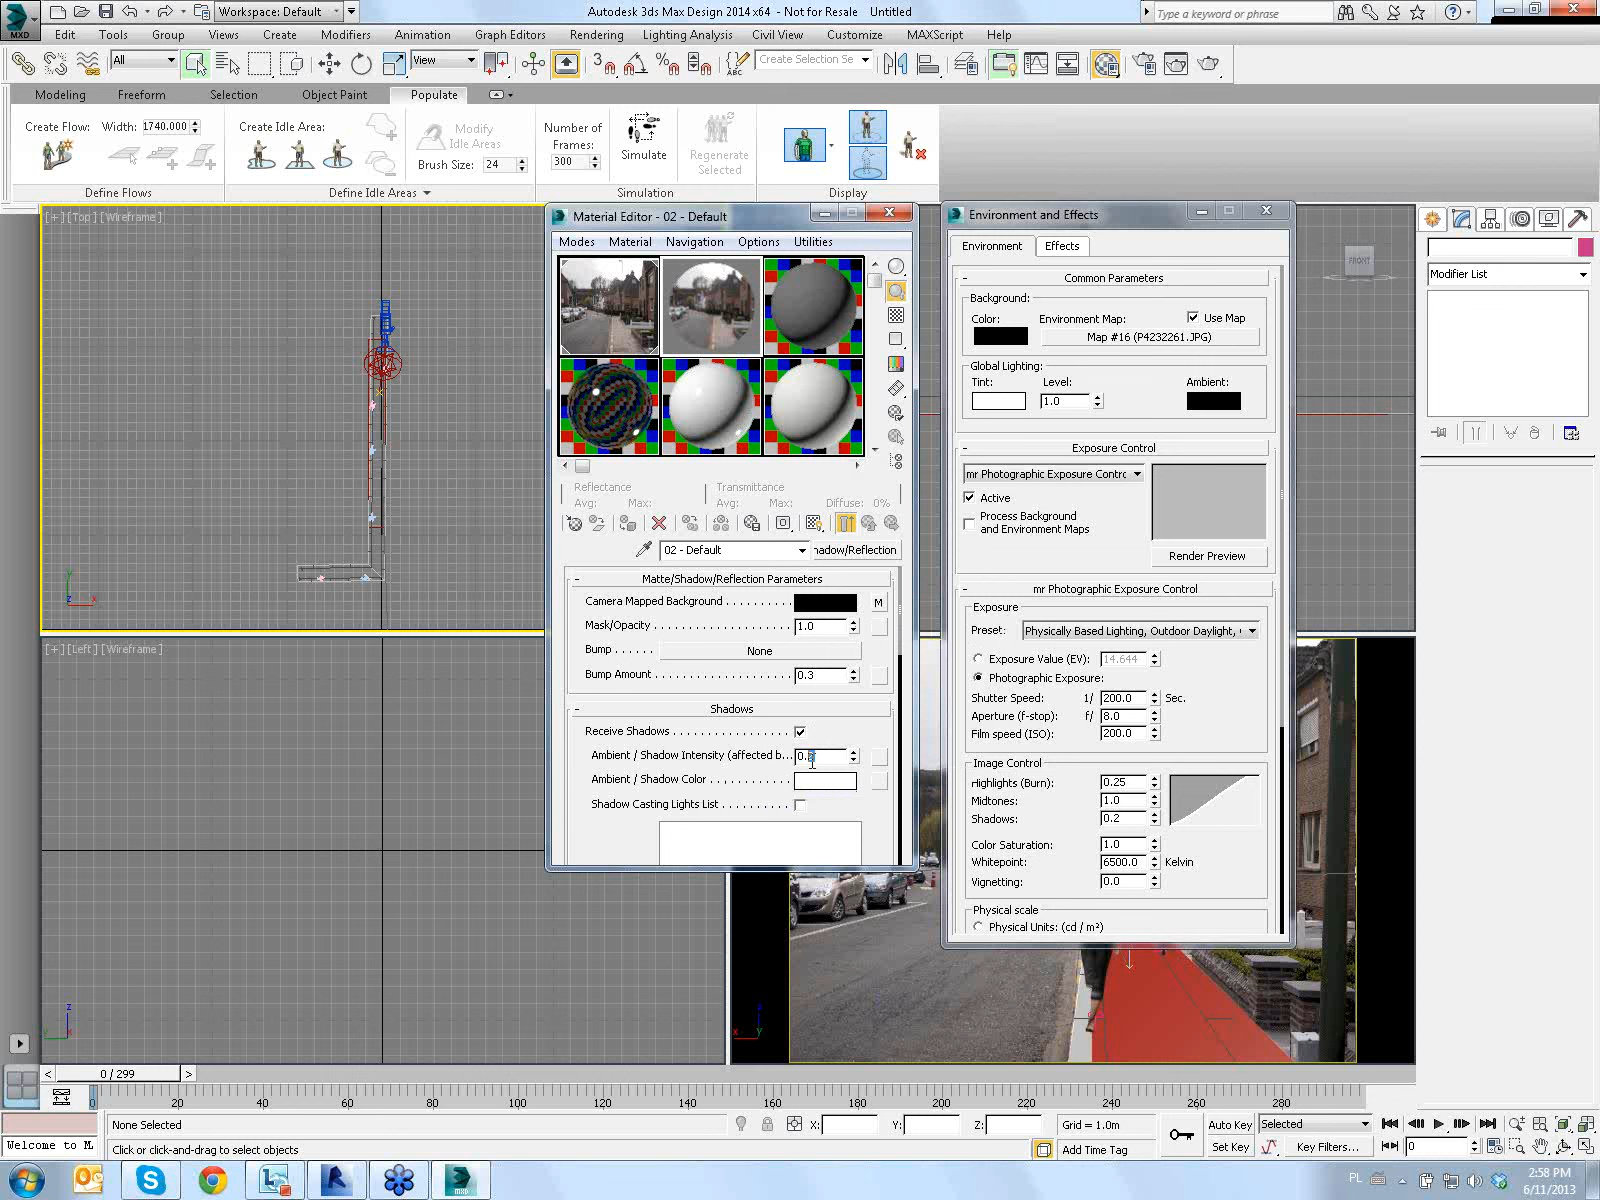 Workspace: Default
Autodesk 3ds Max Design 2014 x64 - Not for Resale Untitled
Type a keyword or phrase
MXD
Edit Tools Group Views Create Modifiers Animation Graph Editors Rendering Lighting Analysis Civil View Customize MAXScript Help
All
View
3
ABC
Create Selection Se
Modeling Freeform Selection Object Paint Populate
Create Flow: Width: 1740.000
Create Idle Area:
Modify
Idle Areas
Brush Size: 24
Number of
Frames:
300
Simulate
Regenerate
Selected
Define Flows
Define Idle Areas
Simulation
Display
[+] [Top] [Wireframe]
[+] [Left] [Wireframe]
Material Editor - 02 - Default
Modes Material Navigation Options Utilities
Reflectance
Avg: Max:
Transmittance
Avg: Max: Diffuse: 0%
02 - Default
hadow/Reflection
- Matte/Shadow/Reflection Parameters
Camera Mapped Background . . . . . . . . . . M
Mask/Opacity . . . . . . . . . . . . . . . . . . . . . 1.0
Bump . . . . . . None
Bump Amount . . . . . . . . . . . . . . . . . . . . . 0.3
- Shadows
Receive Shadows . . . . . . . . . . . . . . . . . .
Ambient / Shadow Intensity (affected b... 0.
Ambient / Shadow Color . . . . . . . . . . . .
Shadow Casting Lights List . . . . . . . . . .
Environment and Effects
Environment Effects
- Common Parameters
Background:
Color: Environment Map: Use Map
Map #16 (P4232261.JPG)
Global Lighting:
Tint: Level: Ambient:
1.0
- Exposure Control
mr Photographic Exposure Contrc
Active
Process Background
and Environment Maps
Render Preview
- mr Photographic Exposure Control
Exposure
Preset: Physically Based Lighting, Outdoor Daylight,
Exposure Value (EV): 14.644
Photographic Exposure:
Shutter Speed: 1/ 200.0 Sec.
Aperture (f-stop): f/ 8.0
Film speed (ISO): 200.0
Image Control
Highlights (Burn): 0.25
Midtones: 1.0
Shadows: 0.2
Color Saturation: 1.0
Whitepoint: 6500.0 Kelvin
Vignetting: 0.0
Physical scale
Physical Units: (cd / m²)
FRONT
Modifier List
< 0 / 299 >
0 20 40 60 80 100 120 140 160 180 200 220 240 260 280
None Selected
X: Y: Z:
Grid = 1.0m
Auto Key Selected
Welcome to M.
Click or click-and-drag to select objects
Add Time Tag
Set Key Key Filters... 0
PL
2:58 PM
6/11/2013